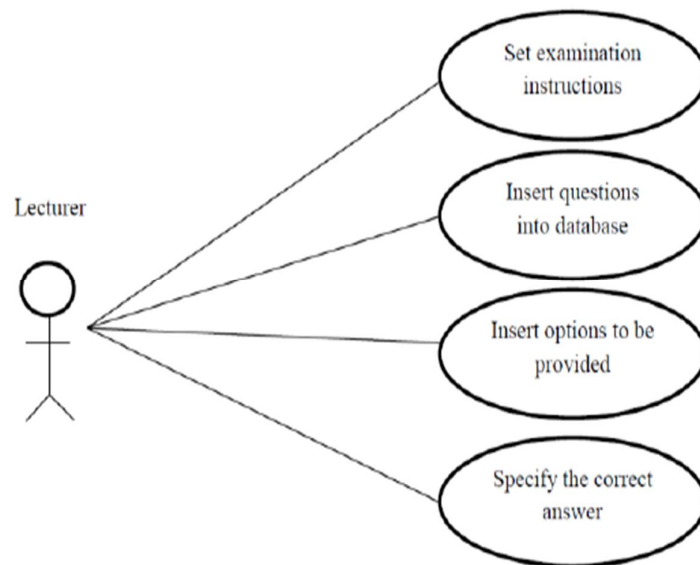 Set examination
instructions
Insert questions
into database
Lecturer
Insert options to be
provided
Specify the correct
answer